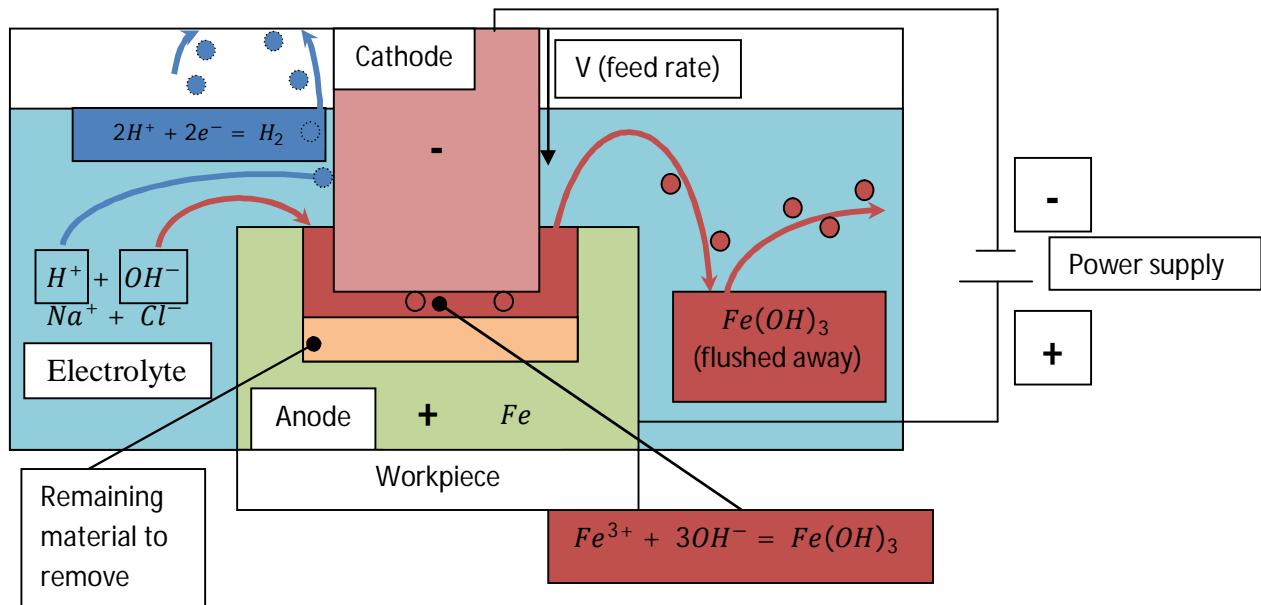 Cathode
V (feed rate)
2H⁺ + 2e⁻ = H₂
-
-
H⁺ + OH⁻
Na⁺ + Cl⁻
Power supply
Fe(OH)₃
(flushed away)
+
Electrolyte
Anode
+
Fe
Workpiece
Remaining
material to
remove
Fe³⁺ + 3OH⁻ = Fe(OH)₃